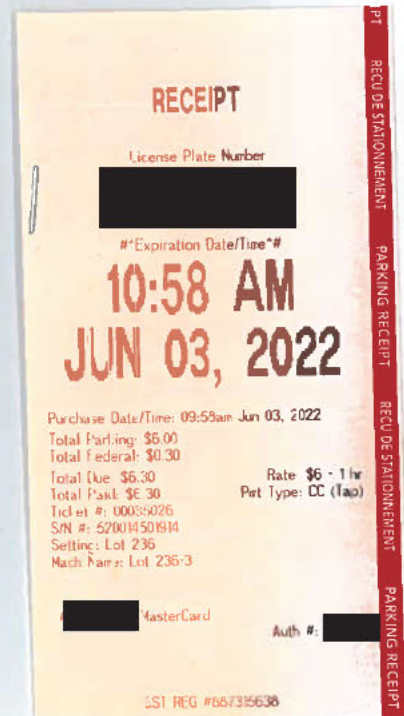 RECEIPT
License Plate Number
#*Expiration Date/Time*#
10:58 AM
JUN 03, 2022
Purchase Date/Time: 09:58am Jun 03, 2022
Total Parking: $6.00
Total Federal: $0.30
Total Due: $6.30
Rate: $6 - 1 hr
Total Paid: $6.30
Pmt Type: CC (Tap)
Ticket #: 00035026
S/N #: 520014501914
Setting: Lot 236
Mach Name: Lot 236-3
MasterCard
Auth #:
GST REG #887315638
PT
RECU DE STATIONNEMENT
PARKING RECEIPT
RECU DE STATIONNEMENT
PARKING RECEIPT